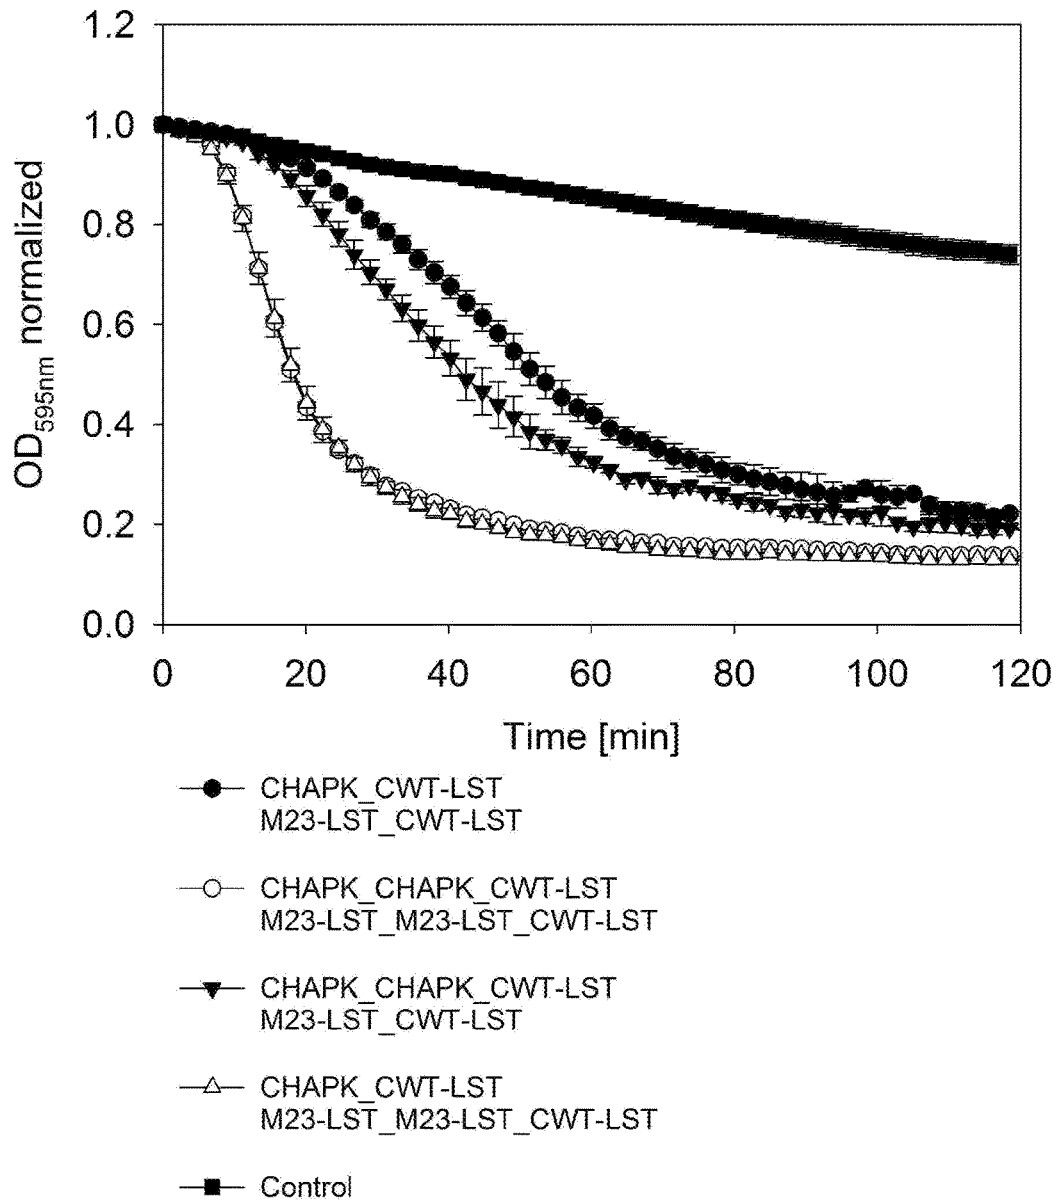 1.2
1.0
0.8
0.6
0.4
0.2
0.0
OD595nm normalized
0 20 40 60 80 100 120
Time [min]
CHAPK_CWT-LST
M23-LST_CWT-LST
CHAPK_CHAPK_CWT-LST
M23-LST_M23-LST_CWT-LST
CHAPK_CHAPK_CWT-LST
M23-LST_CWT-LST
CHAPK_CWT-LST
M23-LST_M23-LST_CWT-LST
Control